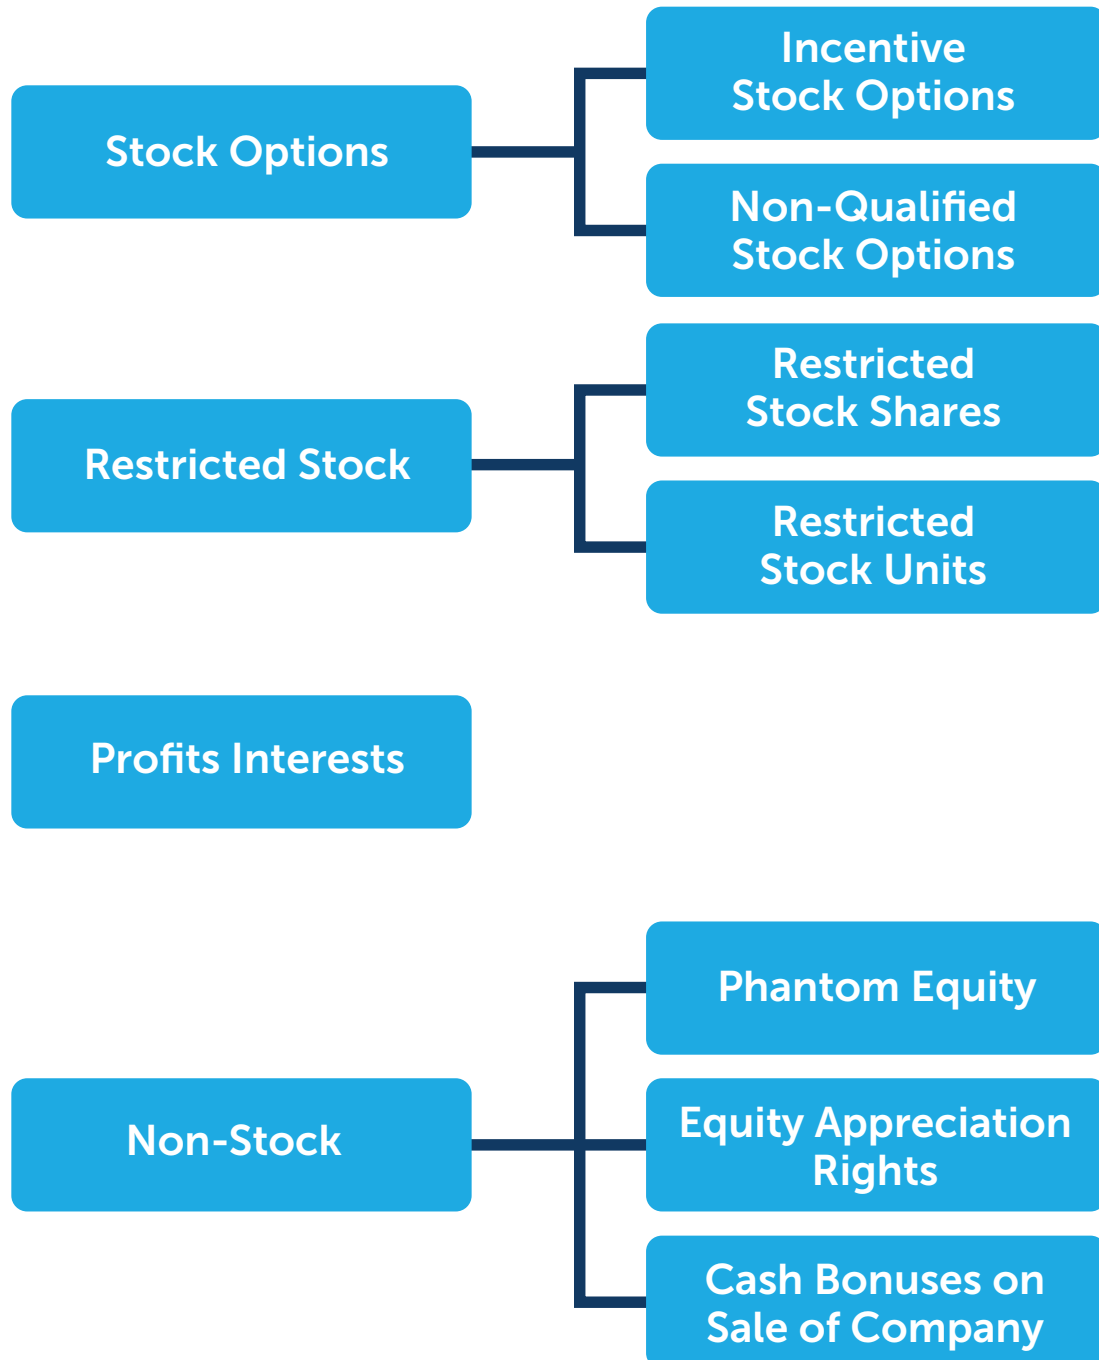 Stock Options
Incentive
Stock Options
Non-Qualified
Stock Options
Restricted Stock
Restricted
Stock Shares
Restricted
Stock Units
Profits Interests
Non-Stock
Phantom Equity
Equity Appreciation
Rights
Cash Bonuses on
Sale of Company